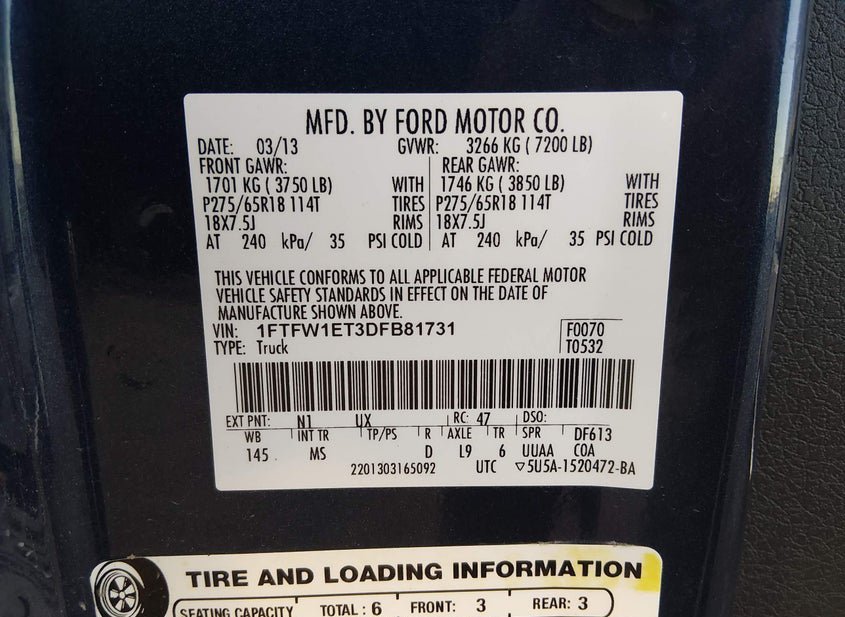 MFD. BY FORD MOTOR CO.
DATE: 03/13 GVWR: 3266 KG ( 7200 LB)
FRONT GAWR: REAR GAWR:
1701 KG ( 3750 LB) WITH 1746 KG ( 3850 LB) WITH
P275/65R18 114T TIRES P275/65R18 114T TIRES
18X7.5J RIMS 18X7.5J RIMS
AT 240 kPa/ 35 PSI COLD AT 240 kPa/ 35 PSI COLD
THIS VEHICLE CONFORMS TO ALL APPLICABLE FEDERAL MOTOR
VEHICLE SAFETY STANDARDS IN EFFECT ON THE DATE OF
MANUFACTURE SHOWN ABOVE.
VIN: 1FTFW1ET3DFB81731 F0070
TYPE: Truck T0532
EXT PNT: N1 UX RC: 47 DSO:
WB INT TR TP/PS R AXLE TR SPR DF613
145 MS D L9 6 UUAA COA
2201303165092 UTC ▽5U5A-1520472-BA
TIRE AND LOADING INFORMATION
SEATING CAPACITY TOTAL : 6 FRONT: 3 REAR: 3